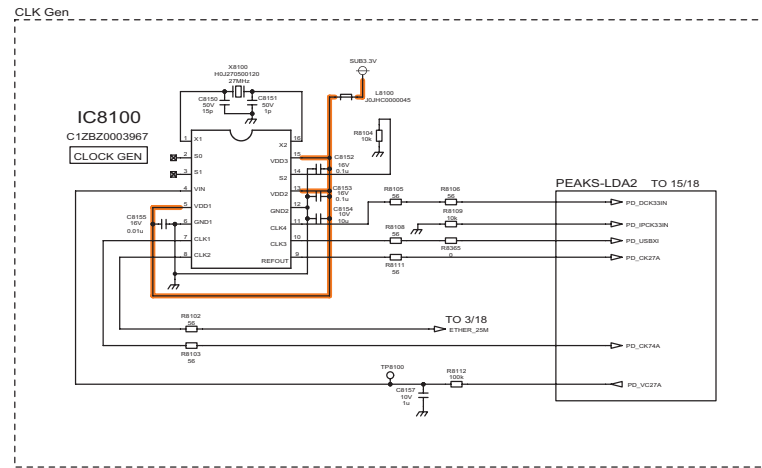 CLK Gen
SUB3.3V
X8100
H0J270500120
27MHz
C8150
50V
15p
C8151
50V
1p
L8100
J0JHC0000045
IC8100
C1ZBZ0003967
CLOCK GEN
R8104
10k
1 X1
2 S0
3 S1
4 VIN
5 VDD1
6 GND1
7 CLK1
8 CLK2
X2 16
VDD3 15
S2 14
VDD2 13
GND2 12
CLK4 11
CLK3 10
REFOUT 9
C8152
16V
0.1u
C8153
16V
0.1u
C8154
10V
10u
C8155
16V
0.01u
R8105
56
R8106
56
R8109
10k
R8108
56
R8365
0
R8111
56
PEAKS-LDA2 TO 15/18
PD_DCK33IN
PD_IPCK33IN
PD_USBXI
PD_CK27A
R8102
56
TO 3/18
ETHER_25M
R8103
56
PD_CK74A
TP8100
R8112
100k
PD_VC27A
C8157
10V
1u